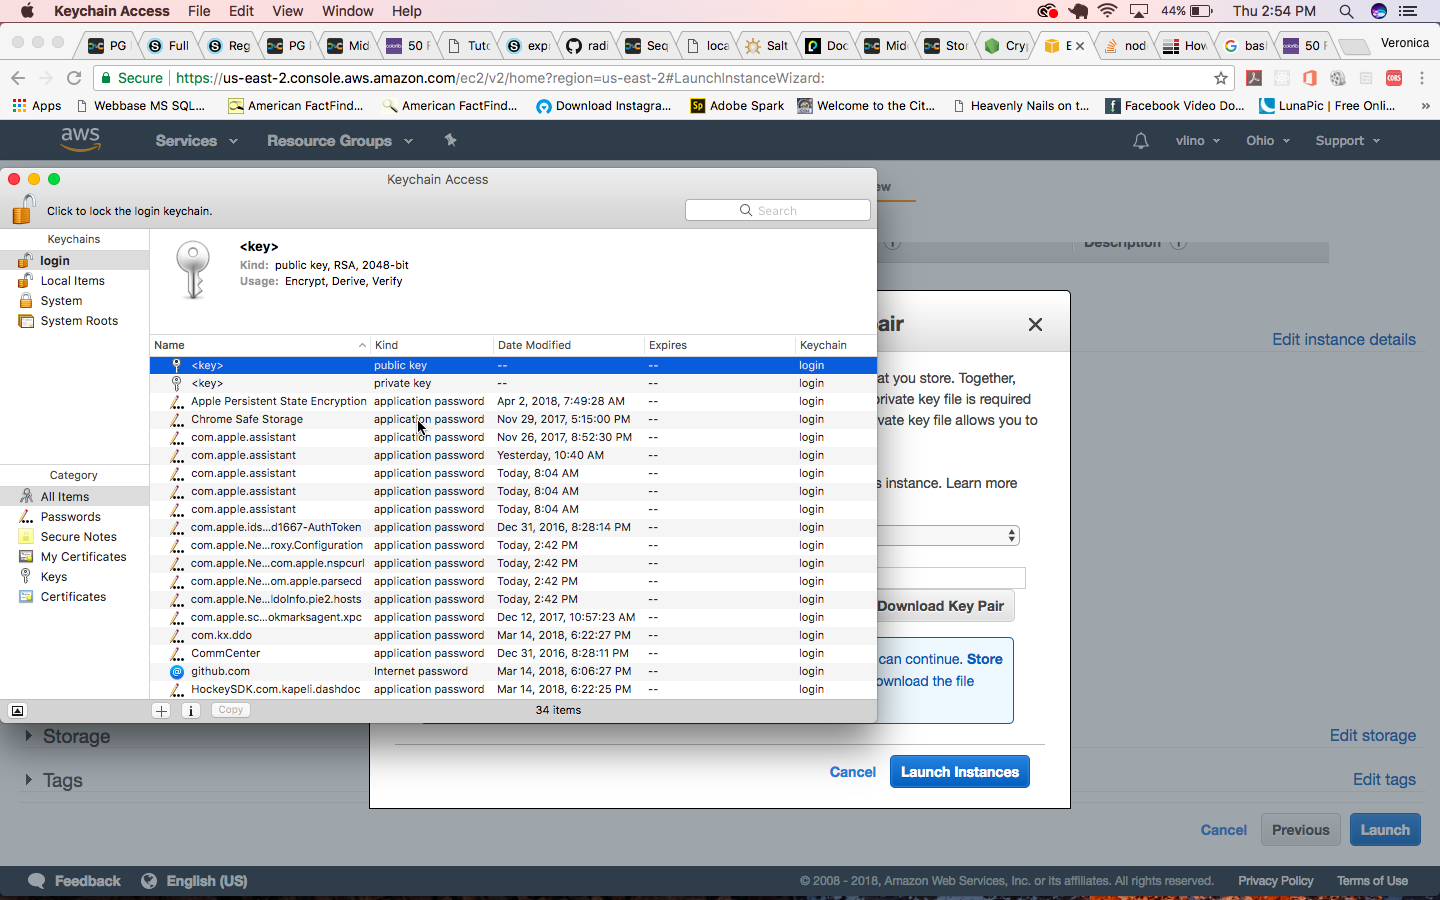 Keychain Access File Edit View Window Help 44% Thu 2:54 PM
PG Full Reg PG Mid 50 F Tuto exp radi Seq loca Salt Doc Mid Stor Cry E nod How basl 50 F Veronica
Secure https://us-east-2.console.aws.amazon.com/ec2/v2/home?region=us-east-2#LaunchInstanceWizard:
Apps Webbase MS SQL... American FactFind... American FactFind... Download Instagra... Adobe Spark Welcome to the Cit... Heavenly Nails on t... Facebook Video Do... LunaPic | Free Onli... »
aws Services Resource Groups vlino Ohio Support
Keychain Access
ew
Click to lock the login keychain.
Search
Keychains
login
Local Items
System
System Roots
<key>
Kind: public key, RSA, 2048-bit
Usage: Encrypt, Derive, Verify
Description
air
Edit instance details
Name Kind Date Modified Expires Keychain
<key> public key -- -- login
<key> private key -- -- login
Apple Persistent State Encryption application password Apr 2, 2018, 7:49:28 AM -- login
Chrome Safe Storage application password Nov 29, 2017, 5:15:00 PM -- login
com.apple.assistant application password Nov 26, 2017, 8:52:30 PM -- login
com.apple.assistant application password Yesterday, 10:40 AM -- login
com.apple.assistant application password Today, 8:04 AM -- login
com.apple.assistant application password Today, 8:04 AM -- login
com.apple.assistant application password Today, 8:04 AM -- login
com.apple.ids...d1667-AuthToken application password Dec 31, 2016, 8:28:14 PM -- login
com.apple.Ne...roxy.Configuration application password Today, 2:42 PM -- login
com.apple.Ne...com.apple.nspcurl application password Today, 2:42 PM -- login
com.apple.Ne...om.apple.parsecd application password Today, 2:42 PM -- login
com.apple.Ne...ldoInfo.pie2.hosts application password Today, 2:42 PM -- login
com.apple.sc...okmarksagent.xpc application password Dec 12, 2017, 10:57:23 AM -- login
com.kx.ddo application password Mar 14, 2018, 6:22:27 PM -- login
CommCenter application password Dec 31, 2016, 8:28:11 PM -- login
github.com Internet password Mar 14, 2018, 6:06:27 PM -- login
HockeySDK.com.kapeli.dashdoc application password Mar 14, 2018, 6:22:25 PM -- login
Category
All Items
Passwords
Secure Notes
My Certificates
Keys
Certificates
Copy 34 items
at you store. Together,
private key file is required
vate key file allows you to
s instance. Learn more
Download Key Pair
can continue. Store
ownload the file
Storage Edit storage
Cancel Launch Instances
Tags Edit tags
Cancel Previous Launch
Feedback English (US) © 2008 - 2018, Amazon Web Services, Inc. or its affiliates. All rights reserved. Privacy Policy Terms of Use